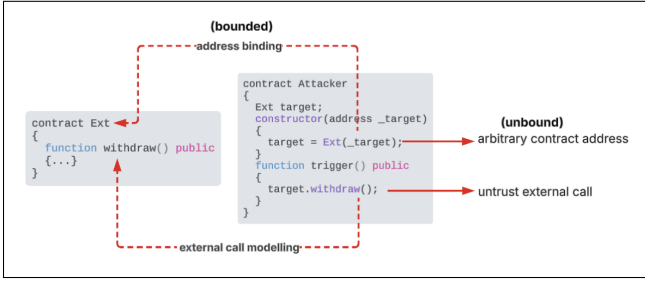 (bounded)
address binding
contract Ext
{
function withdraw() public
{...}
}
contract Attacker
{
Ext target;
constructor(address _target)
{
target = Ext(_target);
}
function trigger() public
{
target.withdraw();
}
}
(unbound)
arbitrary contract address
untrust external call
external call modelling